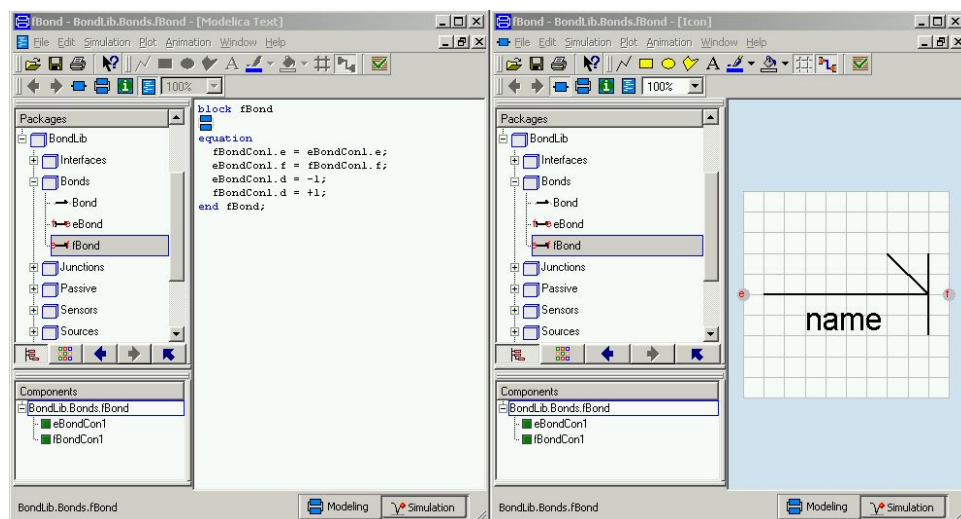 fBond - BondLib.Bonds.fBond - [Modelica Text]
File Edit Simulation Plot Animation Window Help
100%
Packages
BondLib
Interfaces
Bonds
Bond
eBond
fBond
Junctions
Passive
Sensors
Sources
Components
BondLib.Bonds.fBond
eBondCon1
fBondCon1
block fBond
equation
fBondCon1.e = eBondCon1.e;
eBondCon1.f = fBondCon1.f;
eBondCon1.d = -1;
fBondCon1.d = +1;
end fBond;
BondLib.Bonds.fBond
Modeling
Simulation
fBond - BondLib.Bonds.fBond - [Icon]
File Edit Simulation Plot Animation Window Help
100%
Packages
BondLib
Interfaces
Bonds
Bond
eBond
fBond
Junctions
Passive
Sensors
Sources
Components
BondLib.Bonds.fBond
eBondCon1
fBondCon1
e
f
name
BondLib.Bonds.fBond
Modeling
Simulation